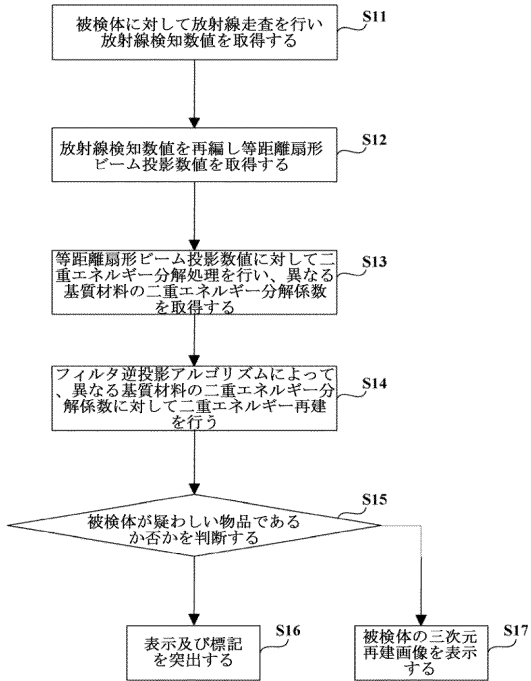 S11
被検体に対して放射線走査を行い
放射線検知数値を取得する
S12
放射線検知数値を再編し等距離扇形
ビーム投影数値を取得する
S13
等距離扇形ビーム投影数値に対して二
重エネルギー分解処理を行い、異なる
基質材料の二重エネルギー分解係数
を取得する
S14
フィルタ逆投影アルゴリズムによって
、異なる基質材料の二重エネルギー分
解係数に対して二重エネルギー再建
を行う
S15
被検体が疑わしい物品である
か否かを判断する
S16
表示及び標記
を突出する
S17
被検体の三次元
再建画像を表示
する